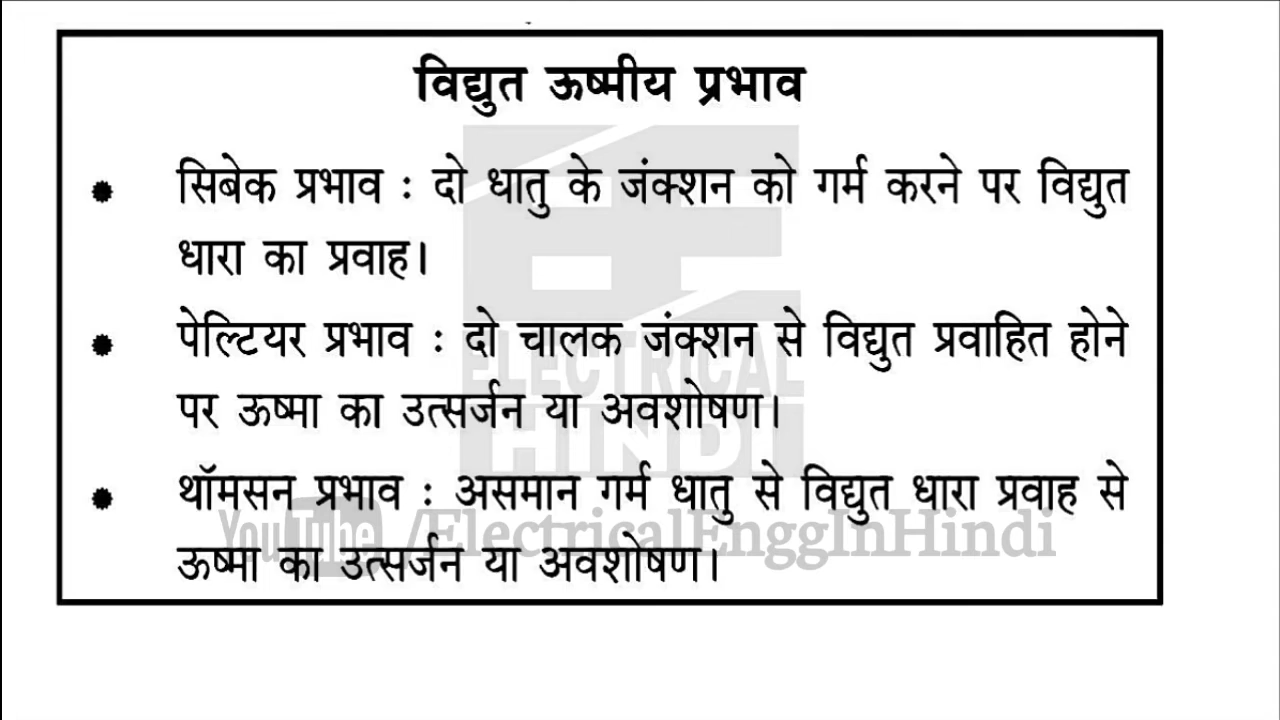 विद्युत ऊष्मीय प्रभाव
सिबेक प्रभाव : दो धातु के जंक्शन को गर्म करने पर विद्युत
धारा का प्रवाह।
पेल्टियर प्रभाव : दो चालक जंक्शन से विद्युत प्रवाहित होने
पर ऊष्मा का उत्सर्जन या अवशोषण।
ELECTRICAL
HINDI
थॉमसन प्रभाव : असमान गर्म धातु से विद्युत धारा प्रवाह से
YouTube /ElectricalEnggInHindi
ऊष्मा का उत्सर्जन या अवशोषण।